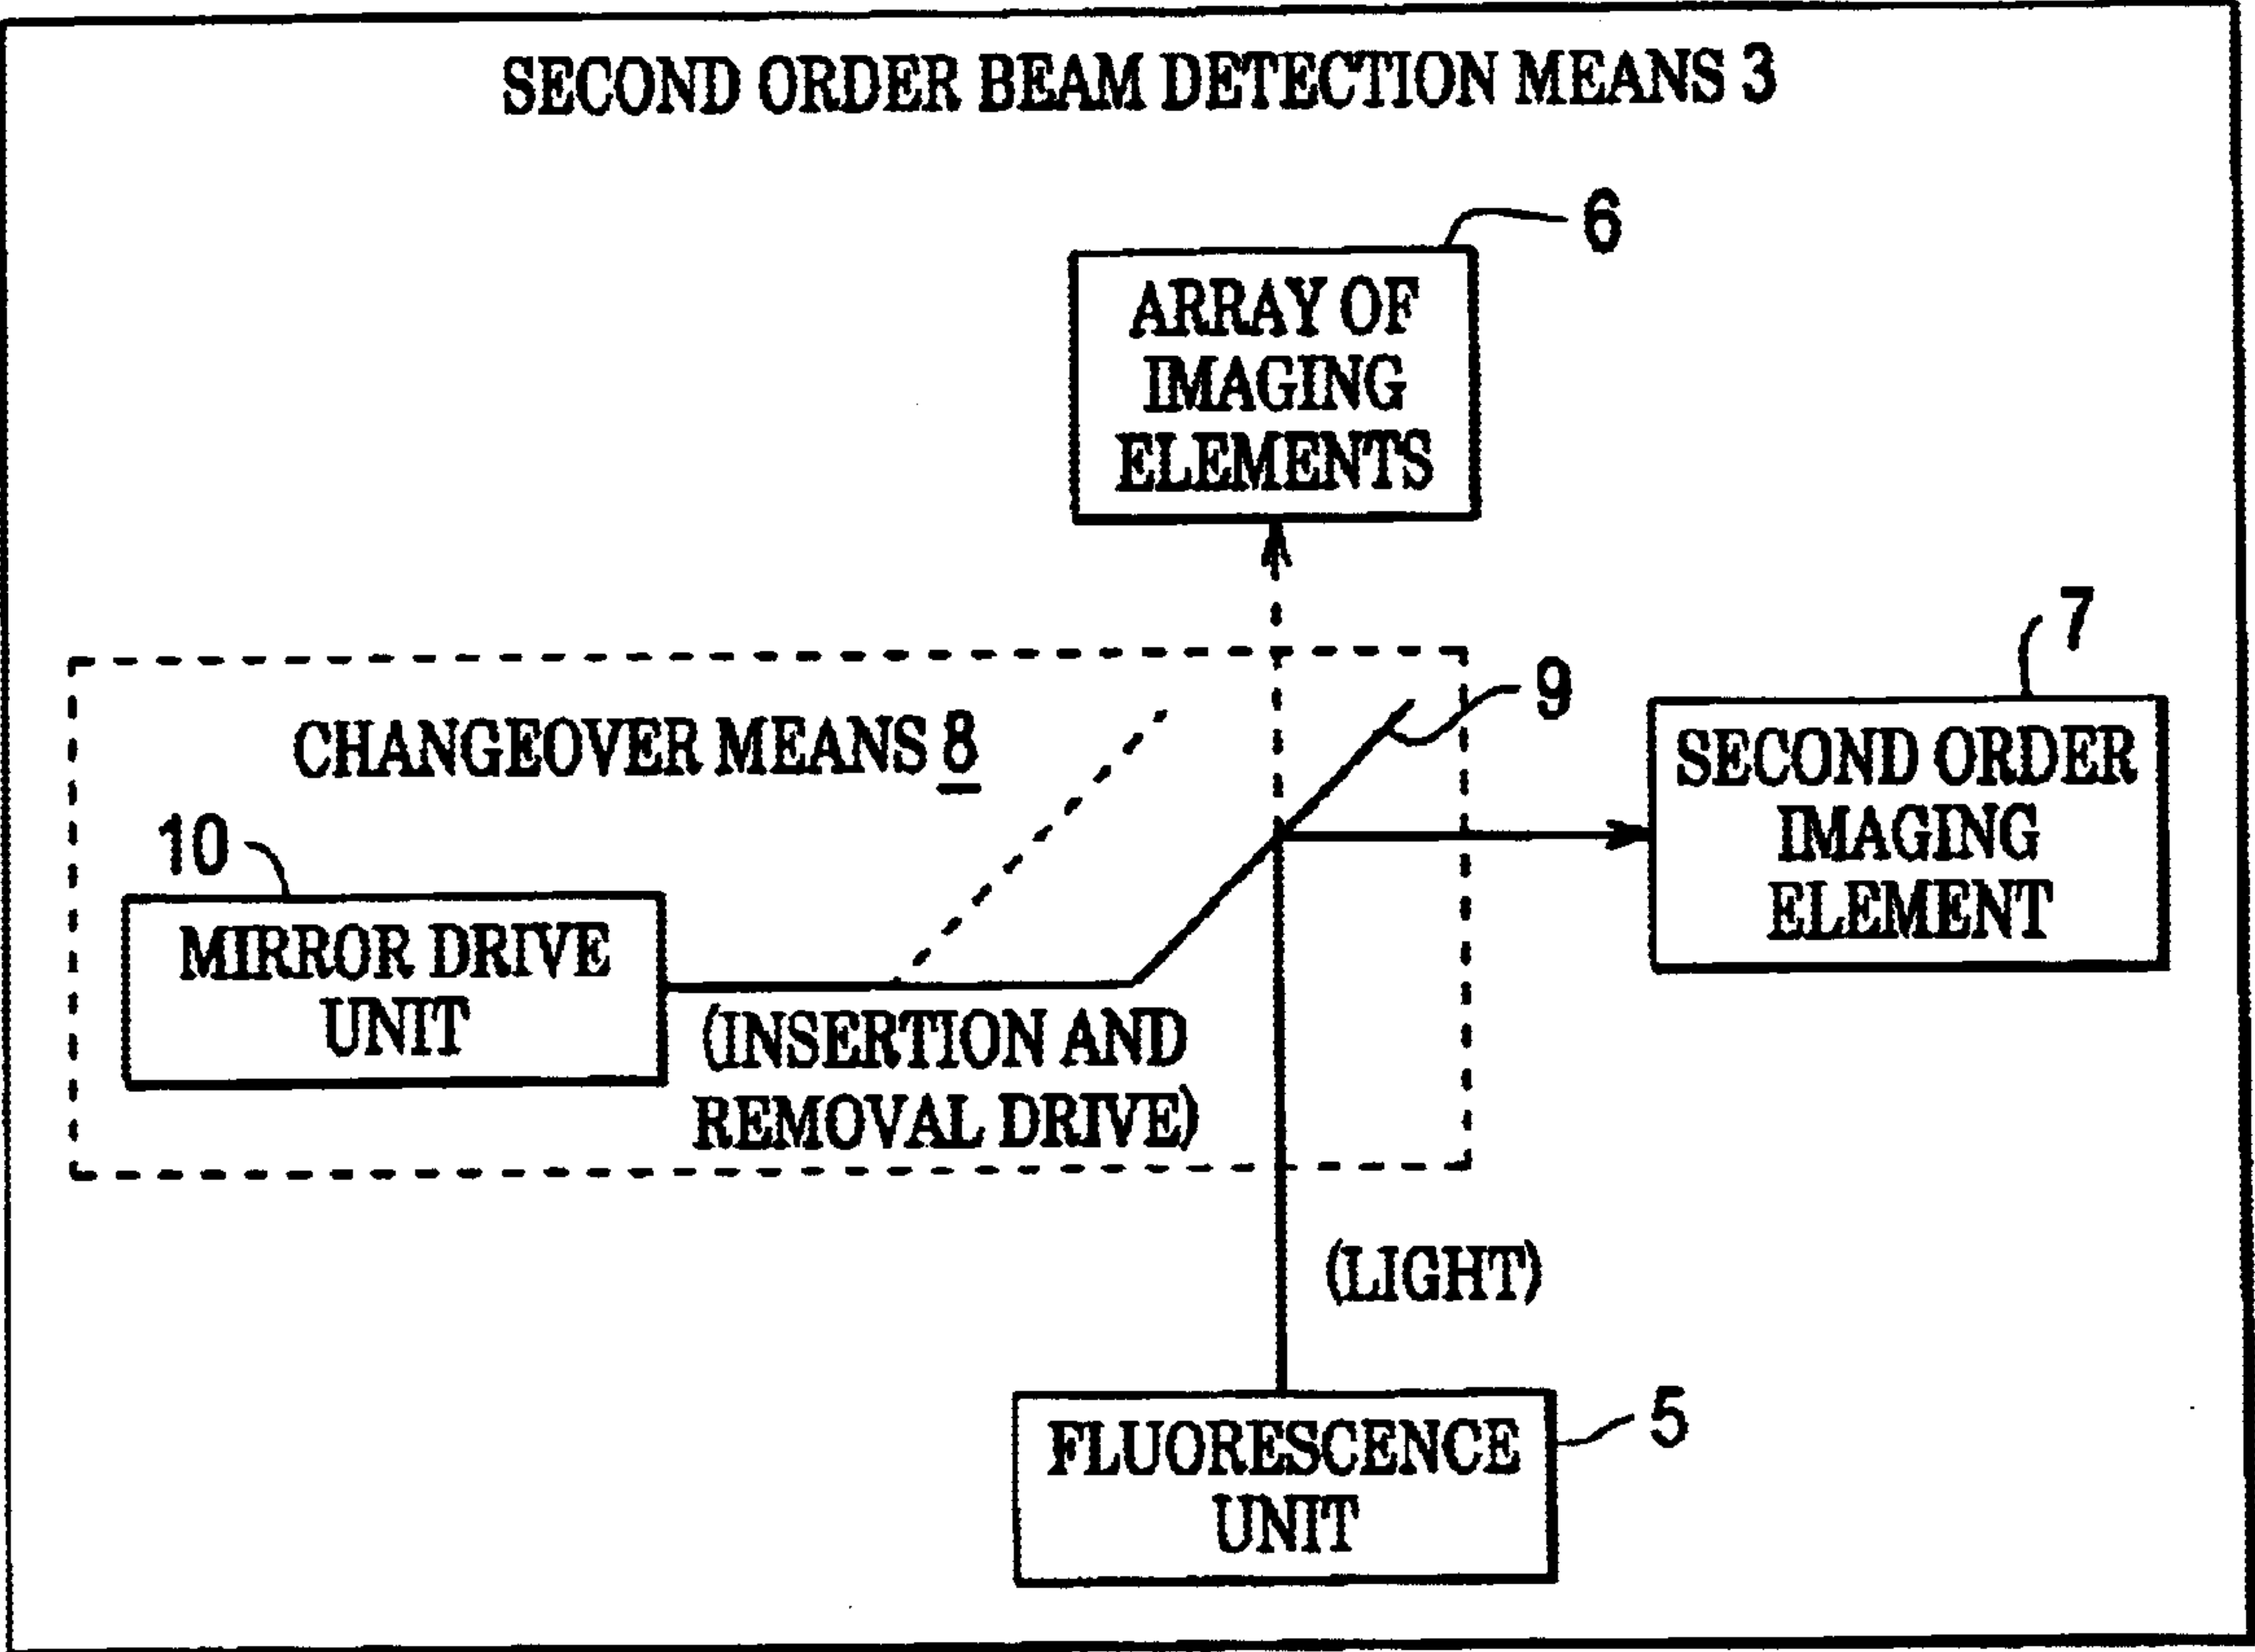 SECOND ORDER BEAM DETECTION MEANS 3
6
ARRAY OF
IMAGING
ELEMENTS
7
9
CHANGEOVER MEANS 8
SECOND ORDER
IMAGING
ELEMENT
10
MIRROR DRIVE
UNIT
(INSERTION AND
REMOVAL DRIVE)
(LIGHT)
5
FLUORESCENCE
UNIT